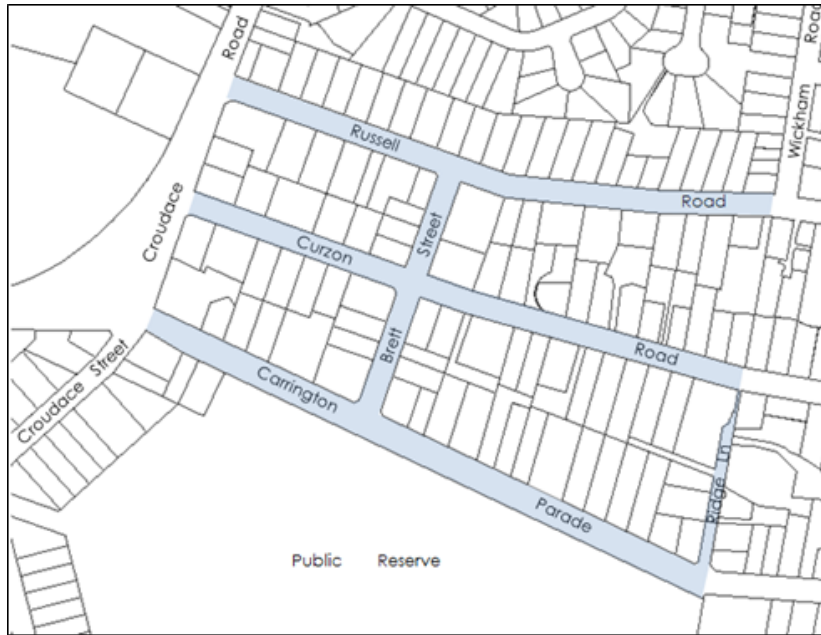 Road
Road
Russell
Wickham
Croudace
Road
Curzon
Street
Brett
Road
Croudace Street
Carrington
Ridge Ln
Parade
Public Reserve